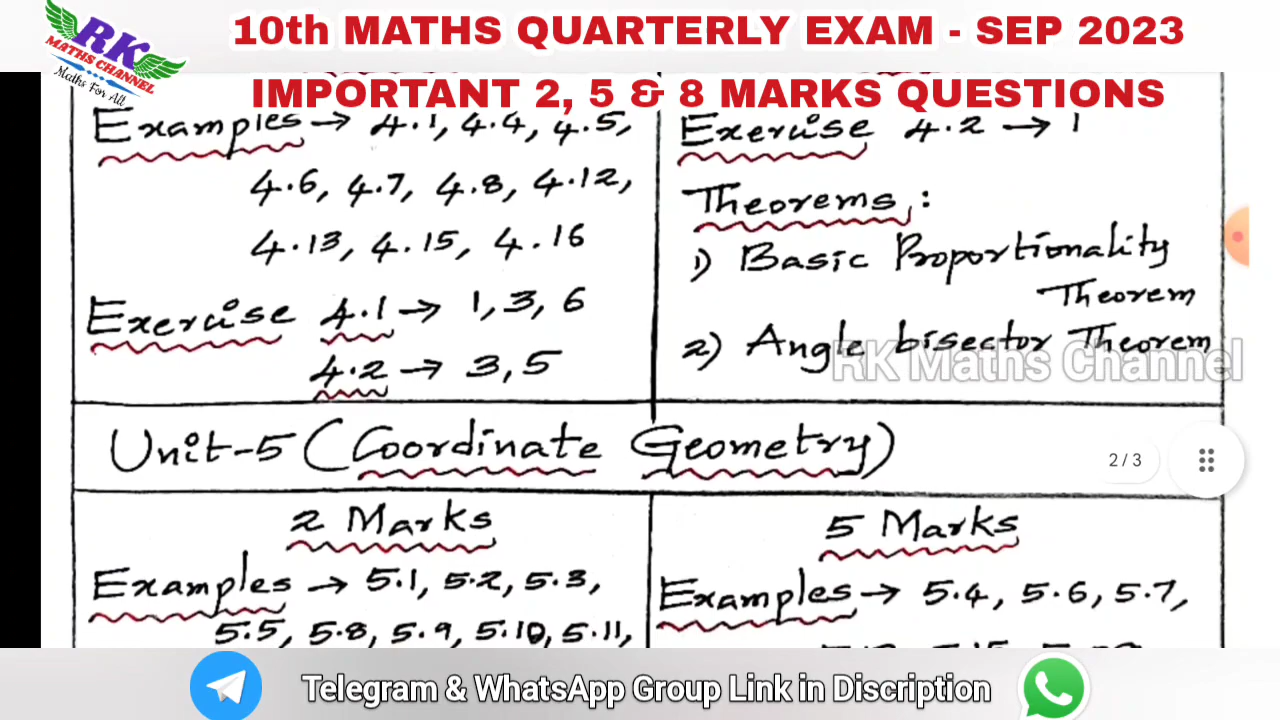 RK
MATHS CHANNEL
Maths For All
10th MATHS QUARTERLY EXAM - SEP 2023
IMPORTANT 2, 5 & 8 MARKS QUESTIONS
Examples → 4.1, 4.4, 4.5,
4.6, 4.7, 4.8, 4.12,
4.13, 4.15, 4.16
Exercise 4.1 → 1, 3, 6
4.2 → 3, 5
Exercise 4.2 → 1
Theorems :
1) Basic Proportionality
Theorem
2) Angle bisector Theorem
RK Maths Channel
Unit-5 (Coordinate Geometry)
2/3
2 Marks
Examples → 5.1, 5.2, 5.3,
5.5, 5.8, 5.9, 5.10, 5.11,
5 Marks
Examples → 5.4, 5.6, 5.7,
Telegram & WhatsApp Group Link in Discription